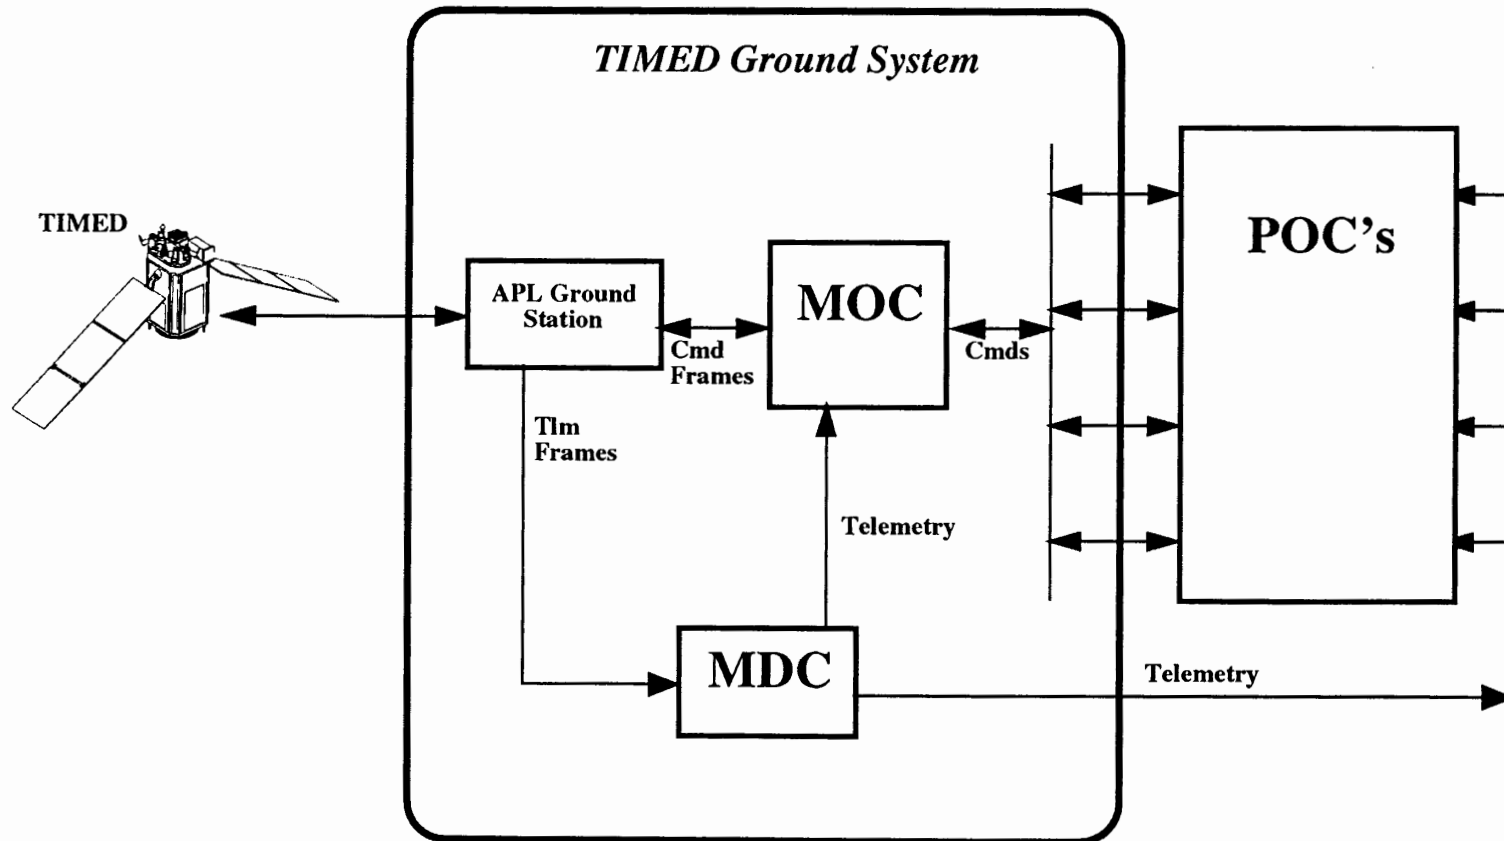 TIMED Ground System
TIMED
POC's
APL Ground
Station
MOC
Cmd
Frames
Cmds
Tlm
Frames
Telemetry
MDC
Telemetry